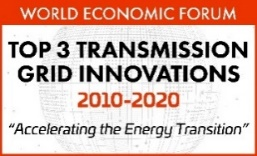 WORLD ECONOMIC FORUM
TOP 3 TRANSMISSION
GRID INNOVATIONS
2010-2020
“Accelerating the Energy Transition”